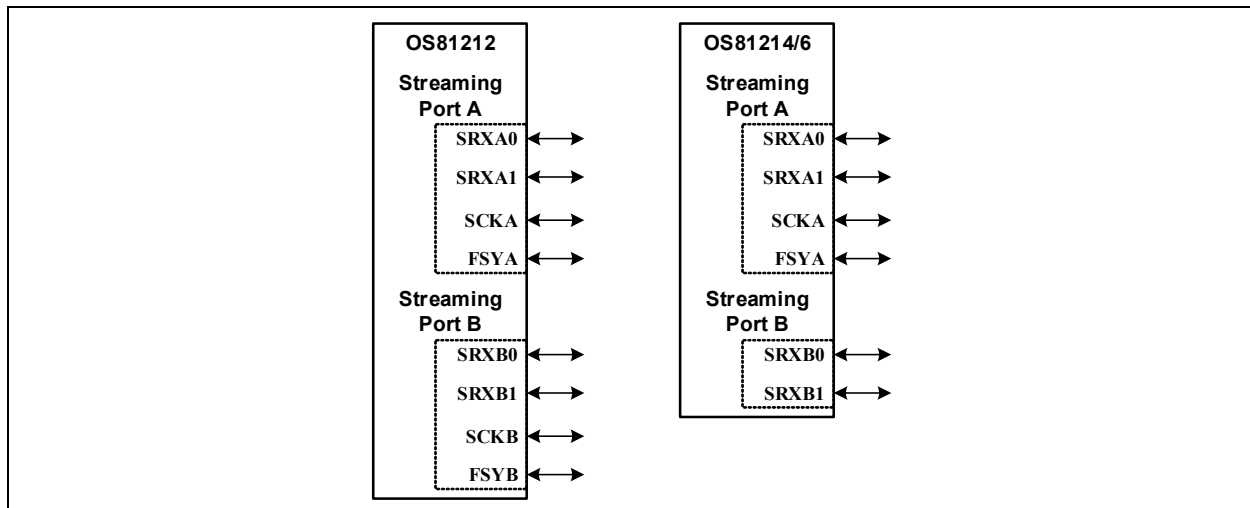 OS81212
Streaming
Port A
SRXA0
SRXA1
SCKA
FSYA
Streaming
Port B
SRXB0
SRXB1
SCKB
FSYB
OS81214/6
Streaming
Port A
SRXA0
SRXA1
SCKA
FSYA
Streaming
Port B
SRXB0
SRXB1